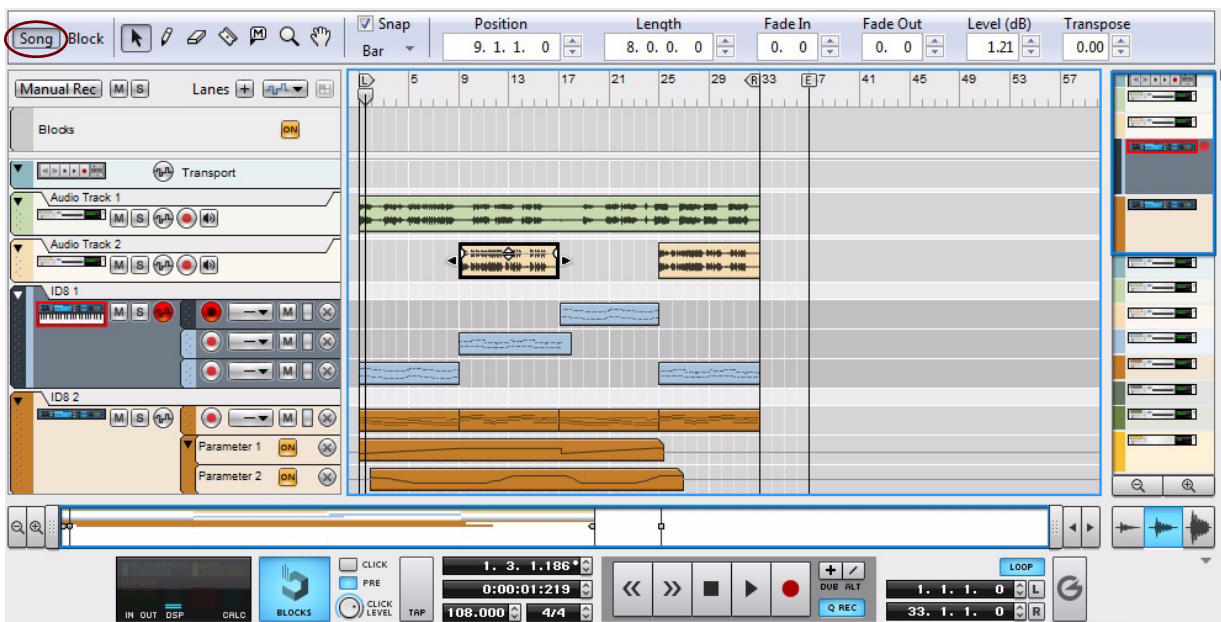 Snap Position Length Fade In Fade Out Level (dB) Transpose
Song Block Bar 9. 1. 1. 0 8. 0. 0. 0 0. 0 0. 0 1.21 0.00
Manual Rec M S Lanes L 5 9 13 17 21 25 29 R 33 E 7 41 45 49 53 57
Blocks ON
Transport
Audio Track 1
M S
Audio Track 2
M S
ID8 1
M S M
M
M
ID8 2
M S M
Parameter 1 ON
Parameter 2 ON
CLICK 1. 3. 1.186 LOOP
PRE 0:00:01:219 DUB ALT 1. 1. 1. 0 L
IN OUT DSP CALC BLOCKS CLICK LEVEL TAP 108.000 4/4 Q REC 33. 1. 1. 0 R